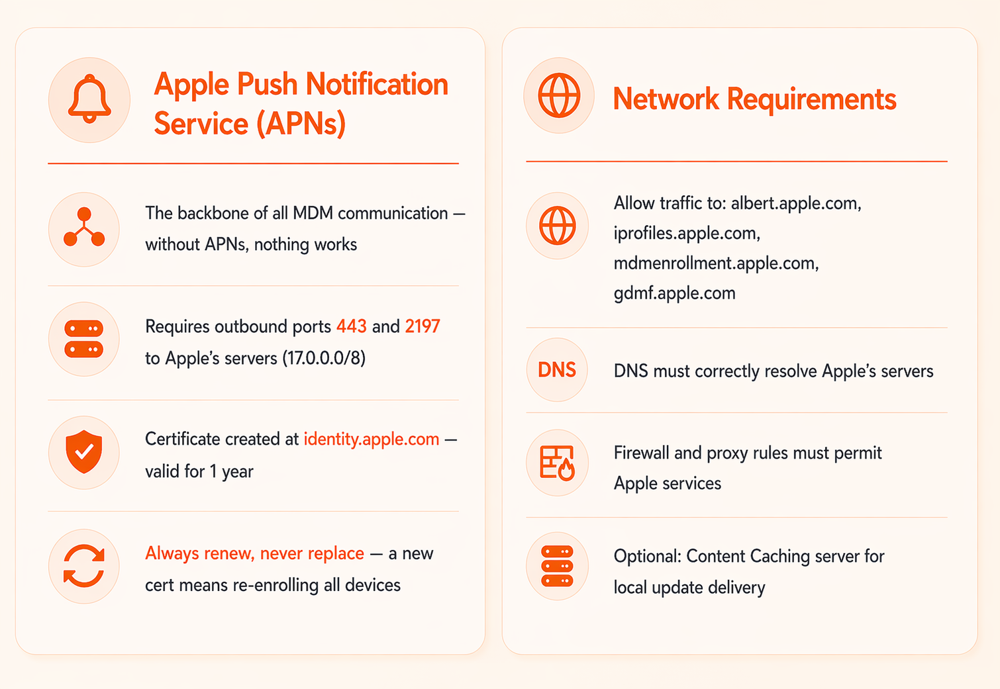 Apple Push Notification
Service (APNs)
The backbone of all MDM communication —
without APNs, nothing works
Requires outbound ports 443 and 2197
to Apple’s servers (17.0.0.0/8)
Certificate created at identity.apple.com —
valid for 1 year
Always renew, never replace — a new
cert means re-enrolling all devices
Network Requirements
Allow traffic to: albert.apple.com,
iprofiles.apple.com,
mdmenrollment.apple.com,
gdmf.apple.com
DNS
DNS must correctly resolve Apple’s servers
Firewall and proxy rules must permit
Apple services
Optional: Content Caching server for
local update delivery